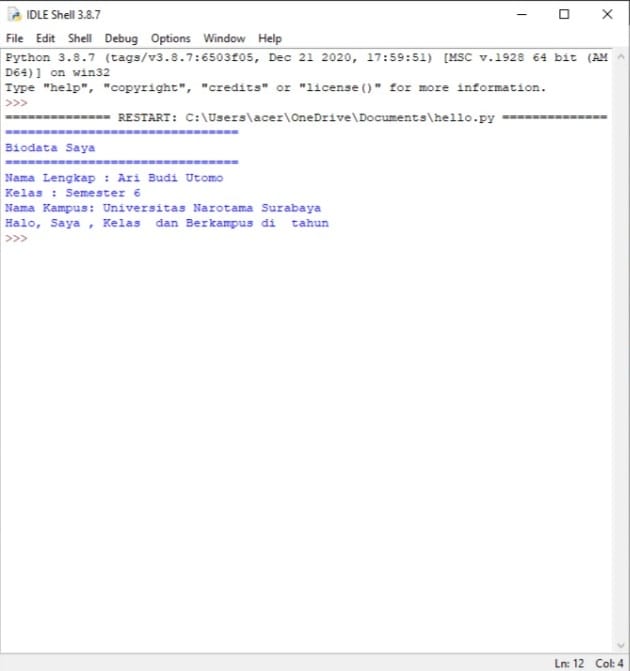 IDLE Shell 3.8.7
File Edit Shell Debug Options Window Help
Python 3.8.7 (tags/v3.8.7:6503f05, Dec 21 2020, 17:59:51) [MSC v.1928 64 bit (AM
D64)] on win32
Type "help", "copyright", "credits" or "license()" for more information.
>>>
============== RESTART: C:\Users\acer\OneDrive\Documents\hello.py ==============
===============================
Biodata Saya
===============================
Nama Lengkap : Ari Budi Utomo
Kelas : Semester 6
Nama Kampus: Universitas Narotama Surabaya
Halo, Saya , Kelas  dan Berkampus di  tahun
>>>
Ln: 12 Col: 4